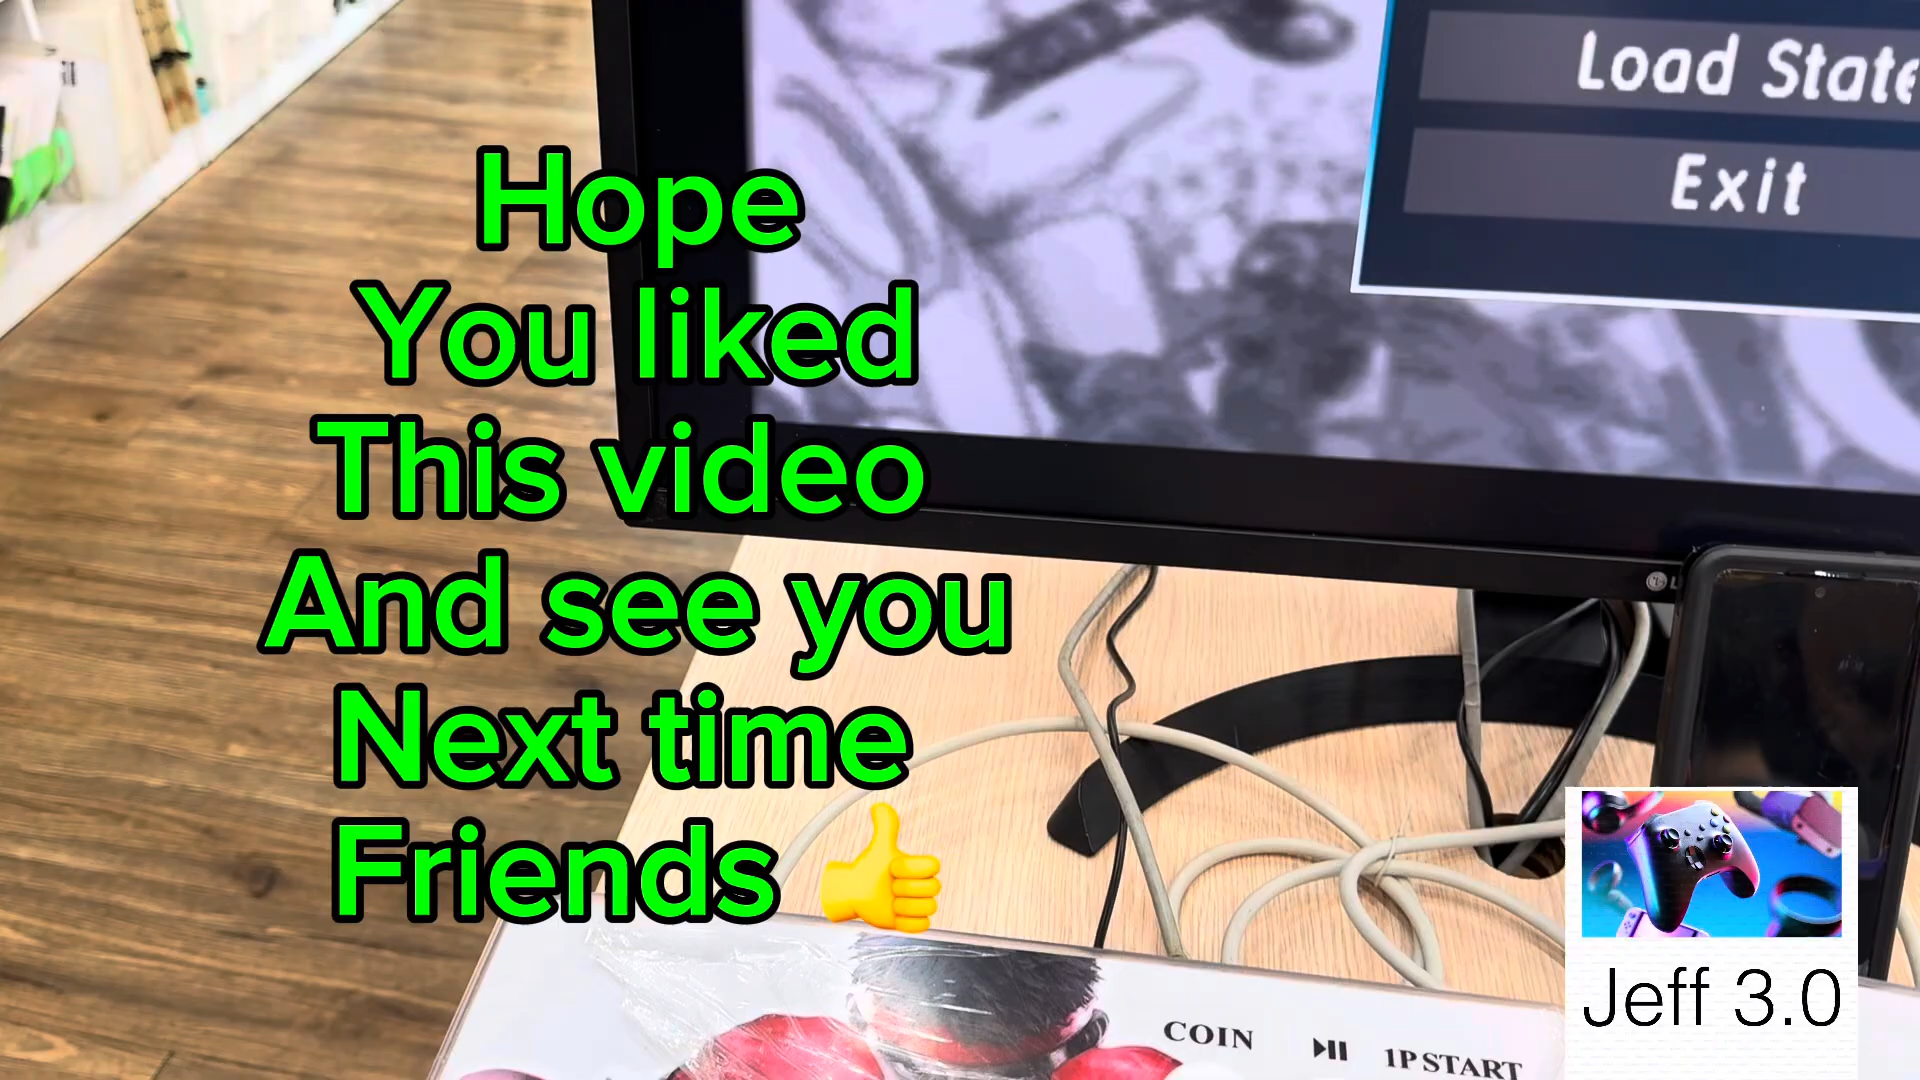 Load State
Exit
Hope
You liked
This video
And see you
Next time
Friends 👍
COIN
1P START
Jeff 3.0